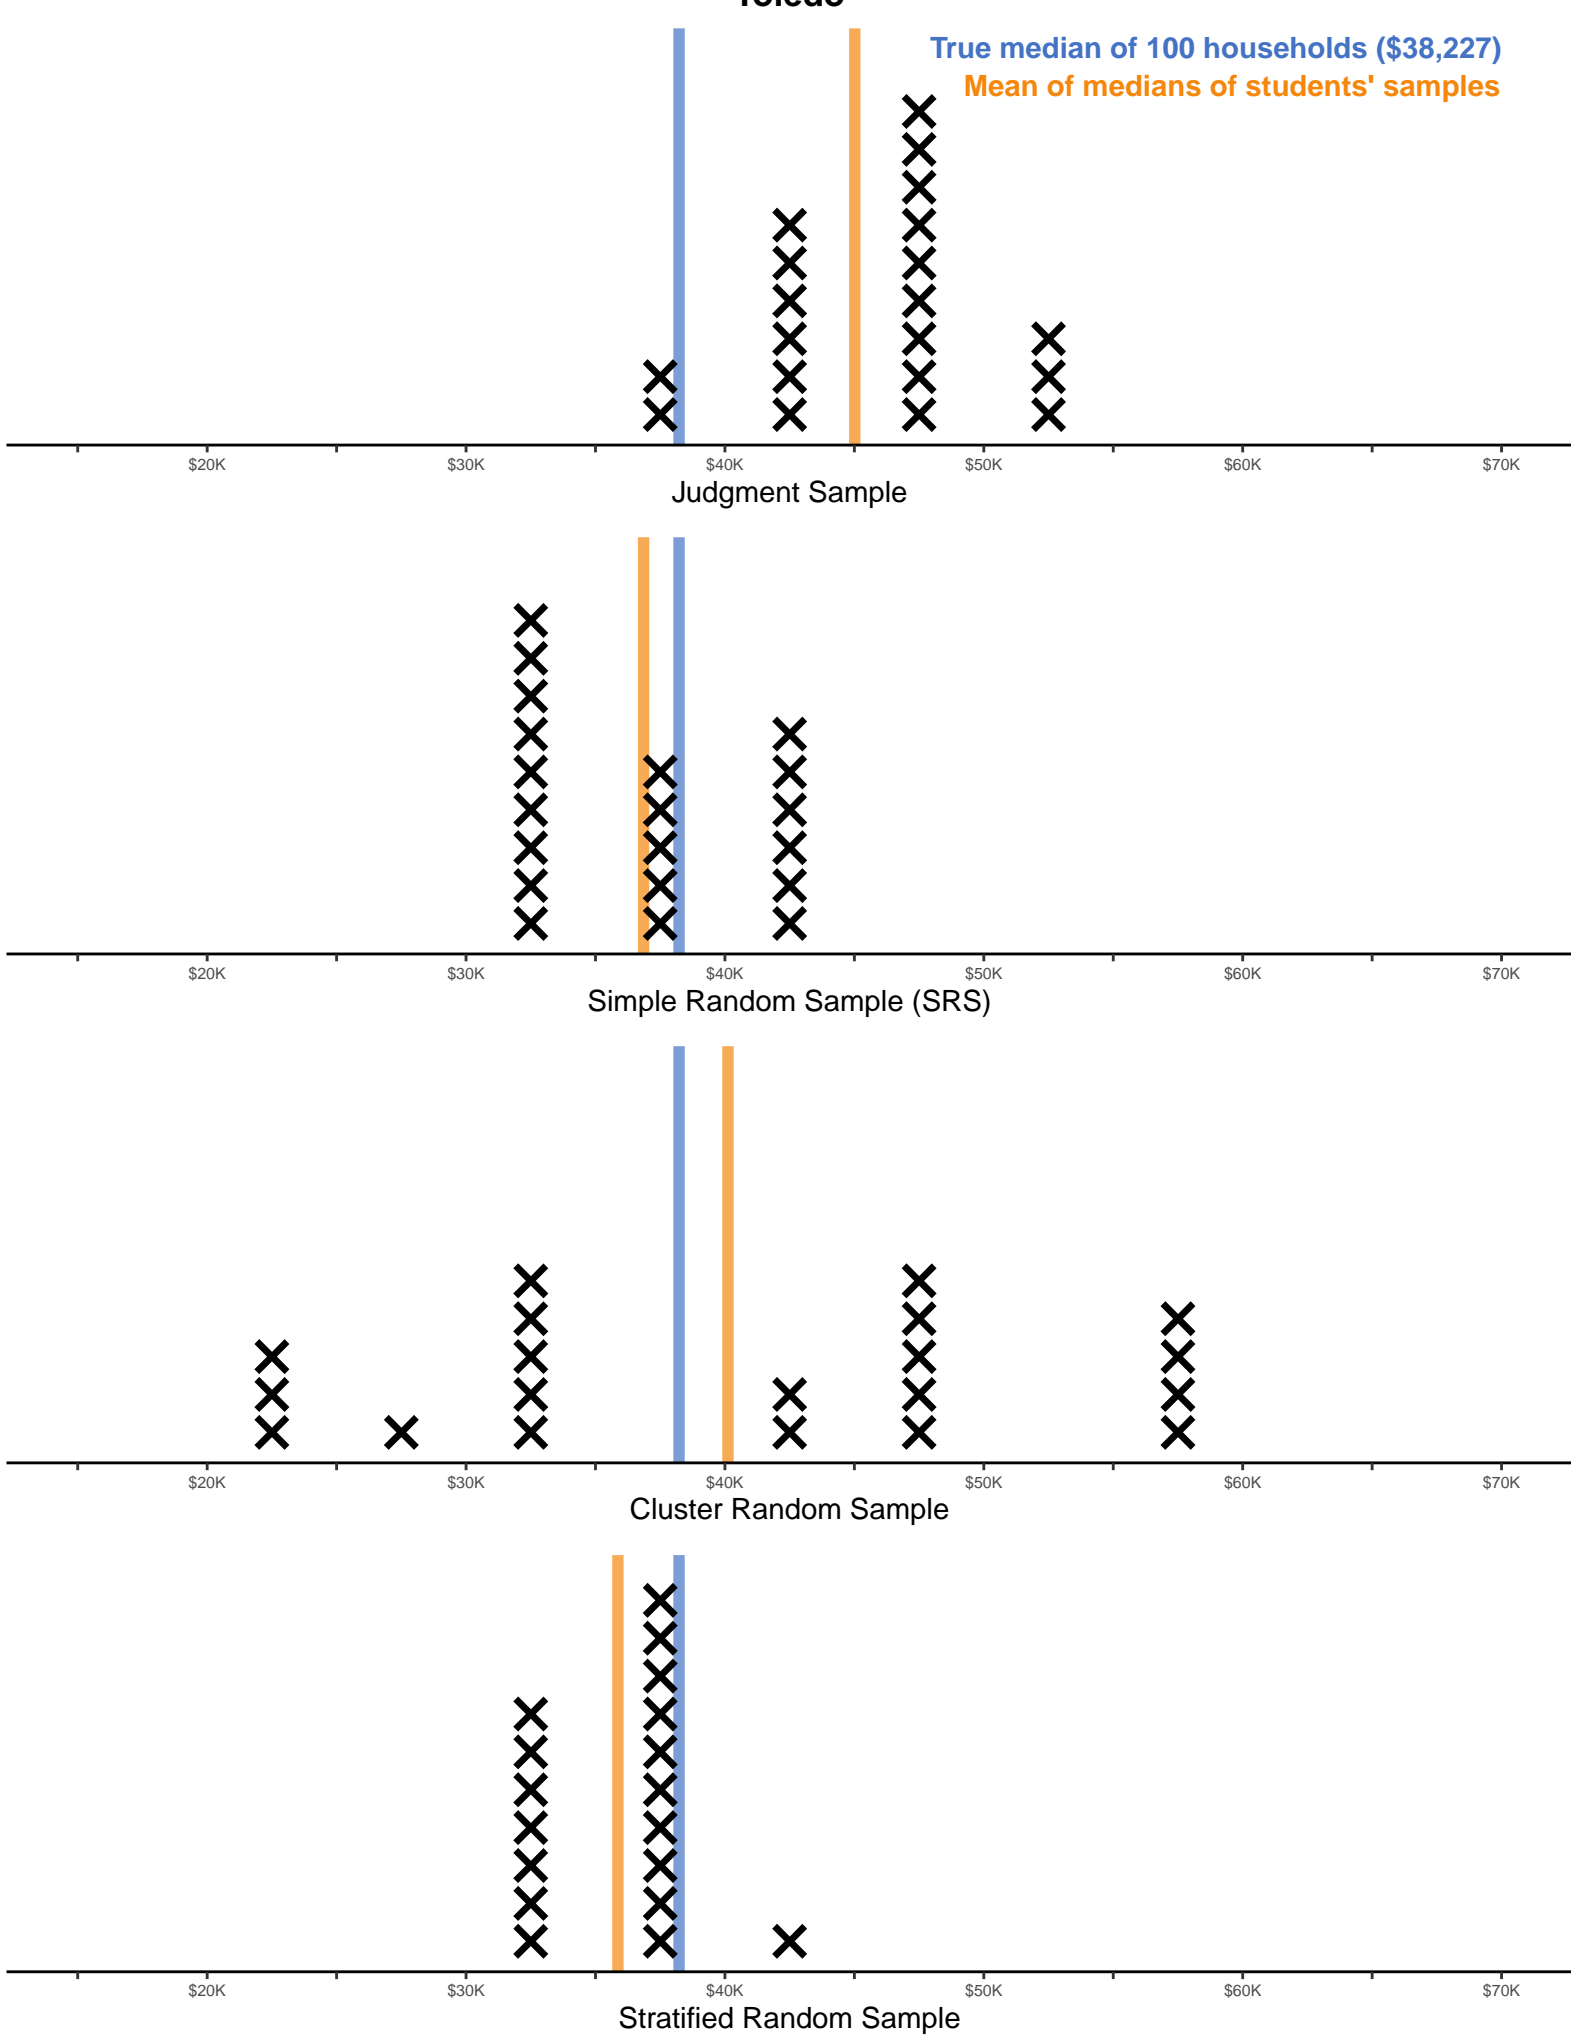 Toledo
True median of 100 households ($38,227)
Mean of medians of students' samples
$20K $30K $40K $50K $60K $70K
Judgment Sample
$20K $30K $40K $50K $60K $70K
Simple Random Sample (SRS)
$20K $30K $40K $50K $60K $70K
Cluster Random Sample
$20K $30K $40K $50K $60K $70K
Stratified Random Sample